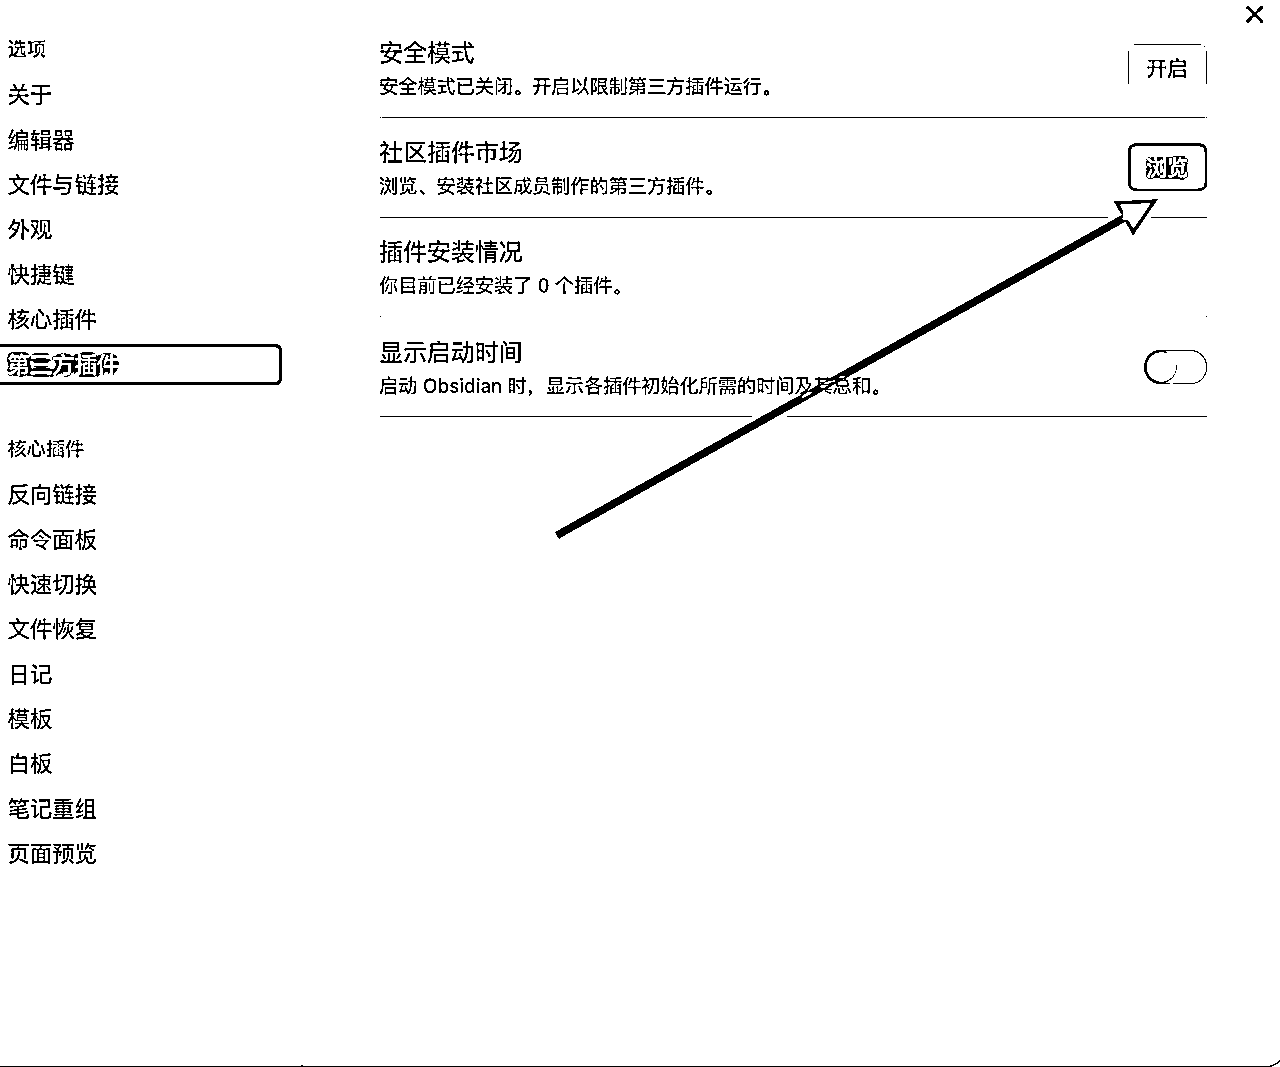 选项
关于
编辑器
文件与链接
外观
快捷键
核心插件
第三方插件
核心插件
反向链接
命令面板
快速切换
文件恢复
日记
模板
白板
笔记重组
页面预览
安全模式
安全模式已关闭。开启以限制第三方插件运行。
开启
社区插件市场
浏览、安装社区成员制作的第三方插件。
浏览
插件安装情况
你目前已经安装了 0 个插件。
显示启动时间
启动 Obsidian 时，显示各插件初始化所需的时间及其总和。